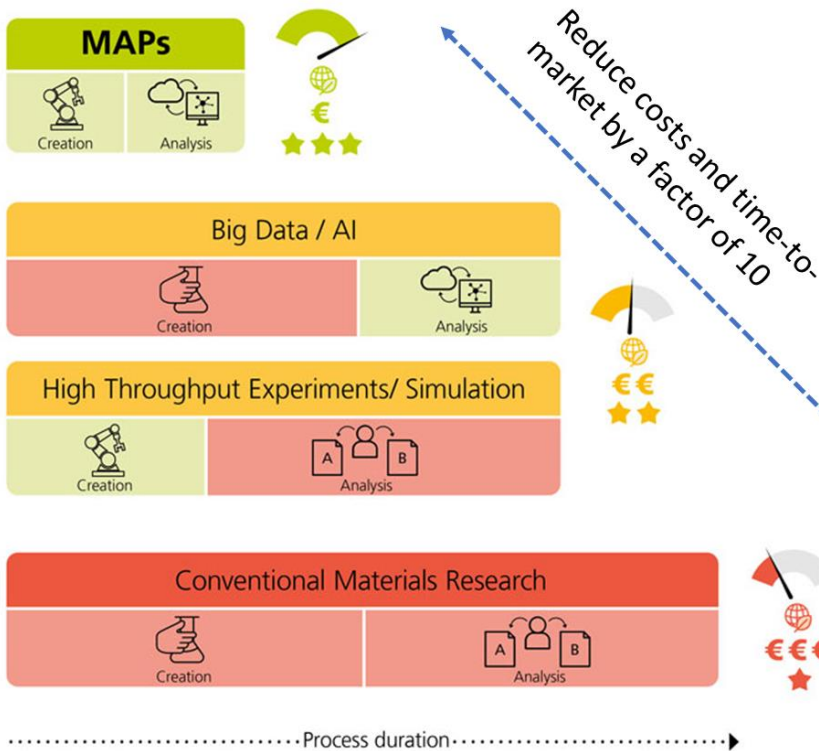 MAPs
Creation
Analysis
€
Reduce costs and time-to-
market by a factor of 10
Big Data / AI
Creation
Analysis
High Throughput Experiments/ Simulation
Creation
A
B
Analysis
€€
Conventional Materials Research
Creation
A
B
Analysis
€€€
Process duration